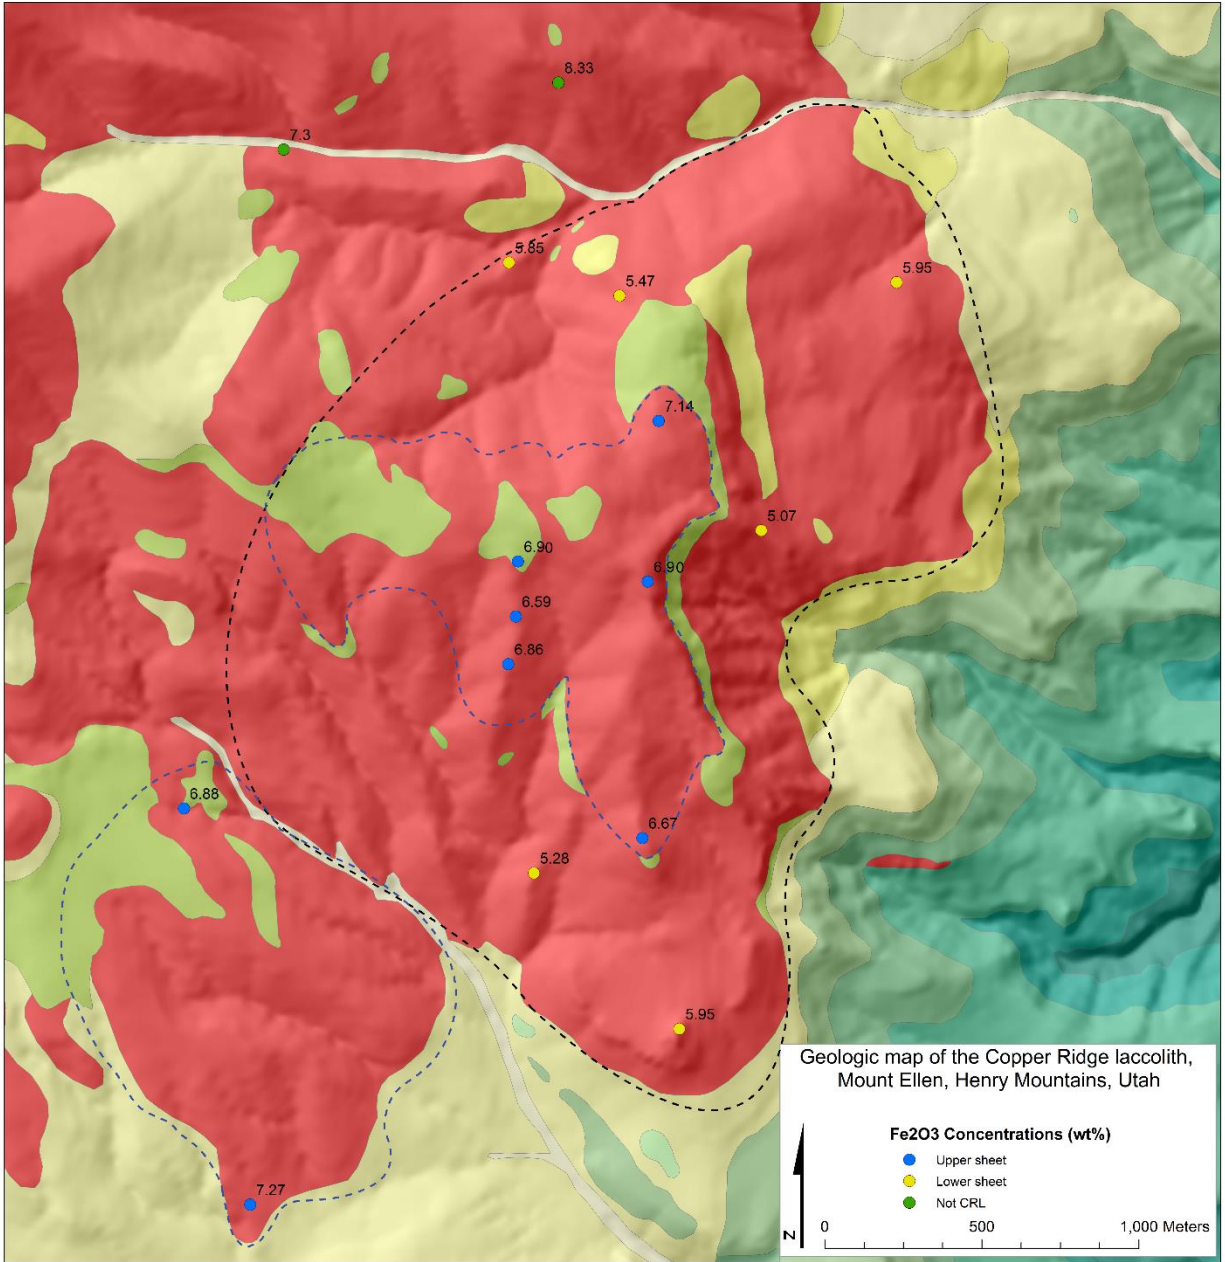 8.33
7.3
5.85
5.47
5.95
7.14
5.07
6.90
6.90
6.59
6.86
6.88
6.67
5.28
5.95
7.27
Geologic map of the Copper Ridge laccolith,
Mount Ellen, Henry Mountains, Utah
Fe2O3 Concentrations (wt%)
Upper sheet
Lower sheet
Not CRL
N
0 500 1,000 Meters